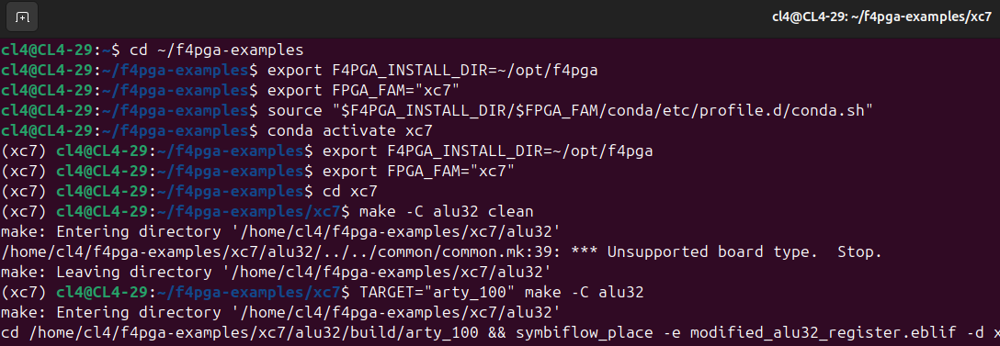 cl4@CL4-29: ~/f4pga-examples/xc7
cl4@CL4-29:~$ cd ~/f4pga-examples
cl4@CL4-29:~/f4pga-examples$ export F4PGA_INSTALL_DIR=~/opt/f4pga
cl4@CL4-29:~/f4pga-examples$ export FPGA_FAM="xc7"
cl4@CL4-29:~/f4pga-examples$ source "$F4PGA_INSTALL_DIR/$FPGA_FAM/conda/etc/profile.d/conda.sh"
cl4@CL4-29:~/f4pga-examples$ conda activate xc7
(xc7) cl4@CL4-29:~/f4pga-examples$ export F4PGA_INSTALL_DIR=~/opt/f4pga
(xc7) cl4@CL4-29:~/f4pga-examples$ export FPGA_FAM="xc7"
(xc7) cl4@CL4-29:~/f4pga-examples$ cd xc7
(xc7) cl4@CL4-29:~/f4pga-examples/xc7$ make -C alu32 clean
make: Entering directory '/home/cl4/f4pga-examples/xc7/alu32'
/home/cl4/f4pga-examples/xc7/alu32/../../common/common.mk:39: *** Unsupported board type.  Stop.
make: Leaving directory '/home/cl4/f4pga-examples/xc7/alu32'
(xc7) cl4@CL4-29:~/f4pga-examples/xc7$ TARGET="arty_100" make -C alu32
make: Entering directory '/home/cl4/f4pga-examples/xc7/alu32'
cd /home/cl4/f4pga-examples/xc7/alu32/build/arty_100 && symbiflow_place -e modified_alu32_register.eblif -d x